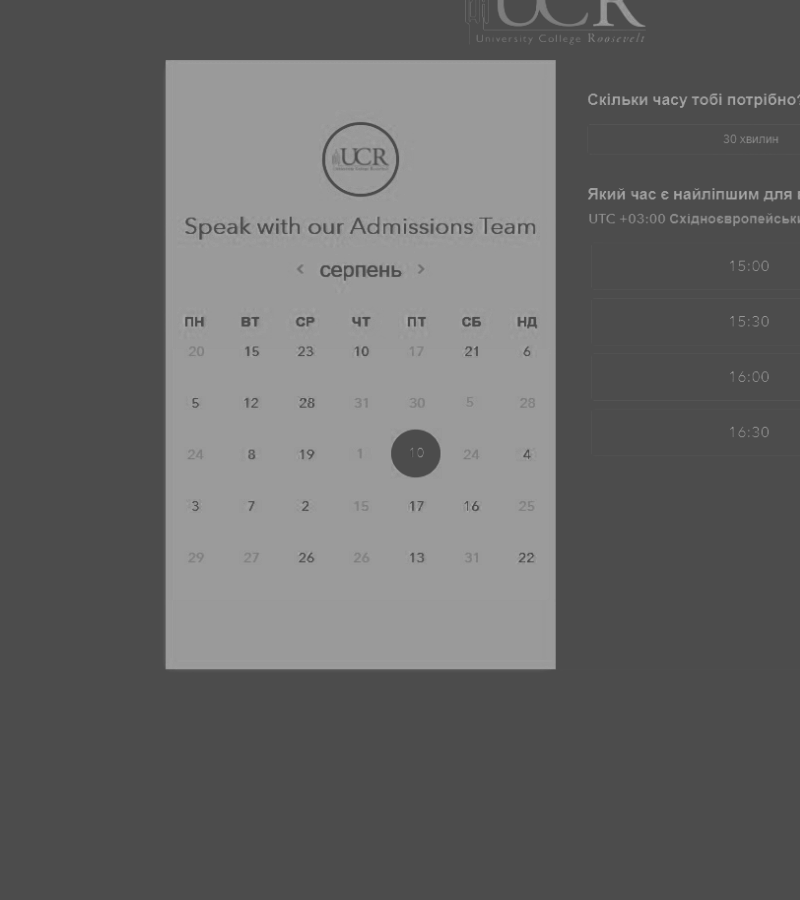 UCR
University College Roosevelt
UCR
Speak with our Admissions Team
< серпень >
ПН ВТ СР ЧТ ПТ СБ НД
20 15 23 10 17 21 6
5 12 28 31 30 5 28
24 8 19 1 10 24 4
3 7 2 15 17 16 25
29 27 26 26 13 31 22
Скільки часу тобі потрібно?
30 хвилин
Який час є найліпшим для
UTC +03:00 Східноєвропейськ
15:00
15:30
16:00
16:30